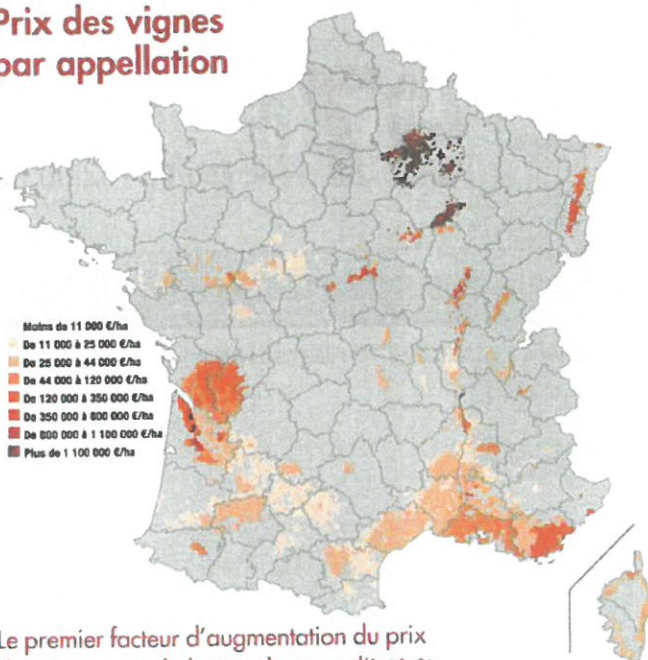 Prix des vignes
par appellation
Moins de 11 000 €/ha
De 11 000 à 25 000 €/ha
De 25 000 à 44 000 €/ha
De 44 000 à 120 000 €/ha
De 120 000 à 350 000 €/ha
De 350 000 à 800 000 €/ha
De 800 000 à 1 100 000 €/ha
Plus de 1 100 000 €/ha
Le premier facteur d'augmentation du prix